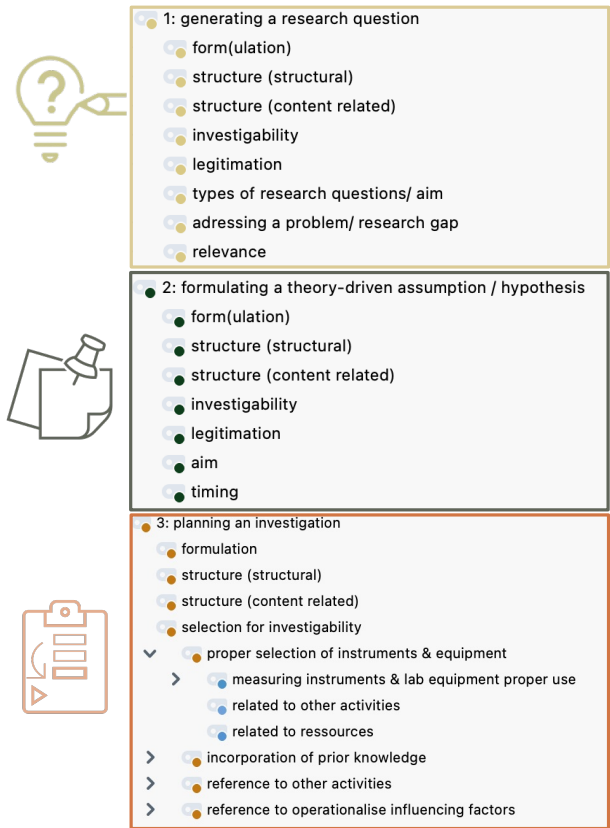 ?
1: generating a research question
form(ulation)
structure (structural)
structure (content related)
investigability
legitimation
types of research questions/ aim
adressing a problem/ research gap
relevance
2: formulating a theory-driven assumption / hypothesis
form(ulation)
structure (structural)
structure (content related)
investigability
legitimation
aim
timing
3: planning an investigation
formulation
structure (structural)
structure (content related)
selection for investigability
proper selection of instruments & equipment
measuring instruments & lab equipment proper use
related to other activities
related to ressources
incorporation of prior knowledge
reference to other activities
reference to operationalise influencing factors